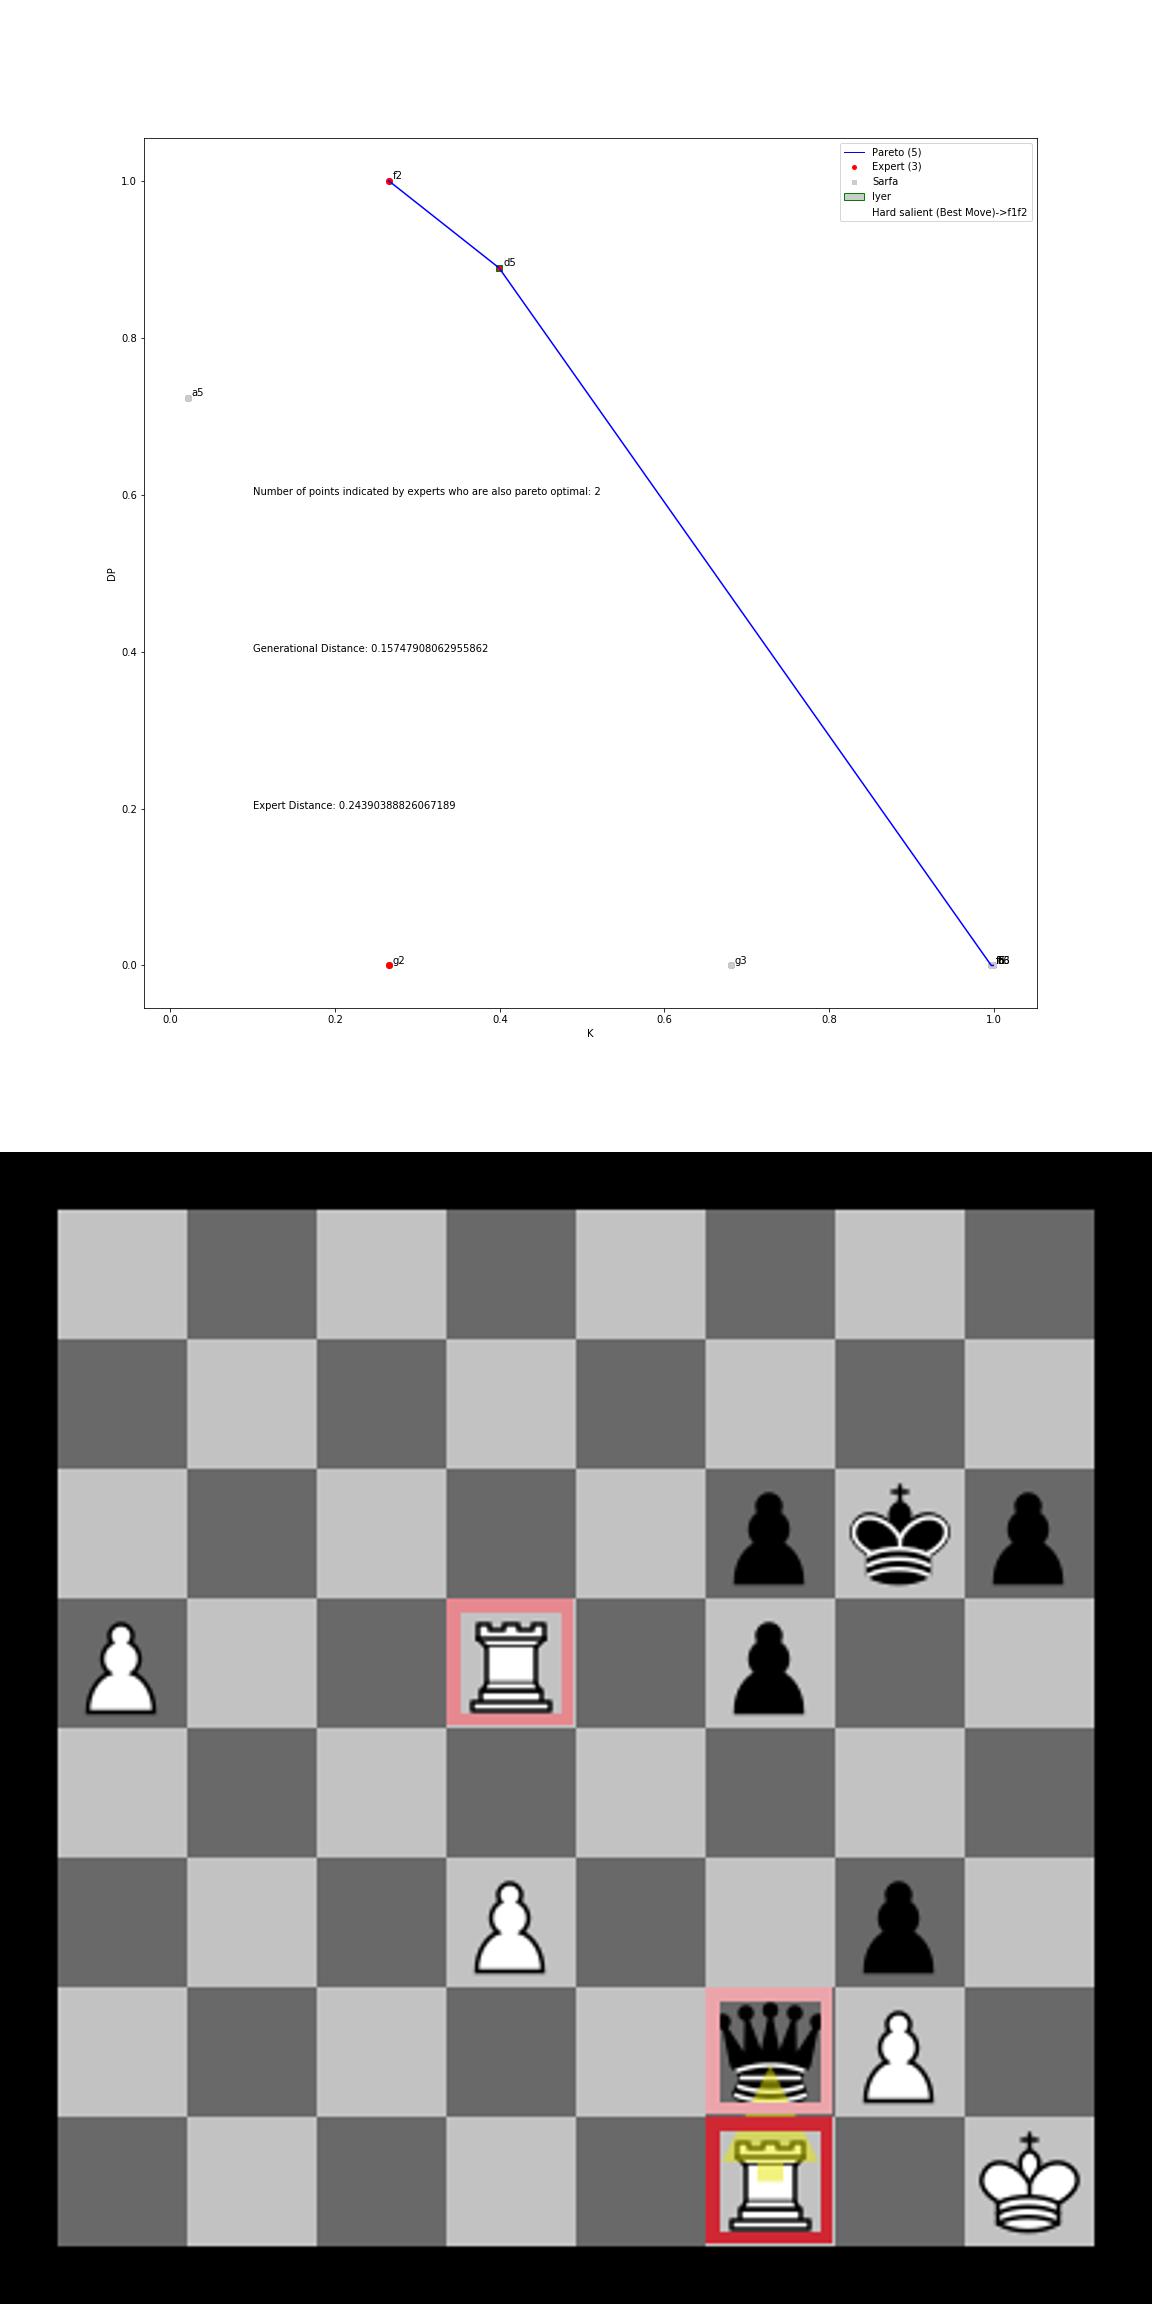 Pareto (5)
Expert (3)
Sarfa
Iyer
Hard salient (Best Move)->f1f2
1.0
f2
d5
0.8
a5
0.6
Number of points indicated by experts who are also pareto optimal: 2
DP
0.4
Generational Distance: 0.15747908062955862
0.2
Expert Distance: 0.24390388826067189
0.0
g2
g3
0.0 0.2 0.4 0.6 0.8 1.0
K